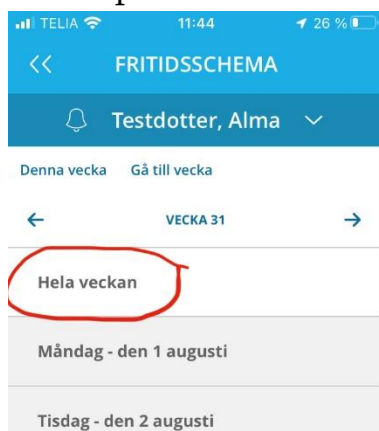 TELIA 11:44 26 %
<< FRITIDSSCHEMA
Testdotter, Alma
Denna vecka Gå till vecka
← VECKA 31 →
Hela veckan
Måndag - den 1 augusti
Tisdag - den 2 augusti